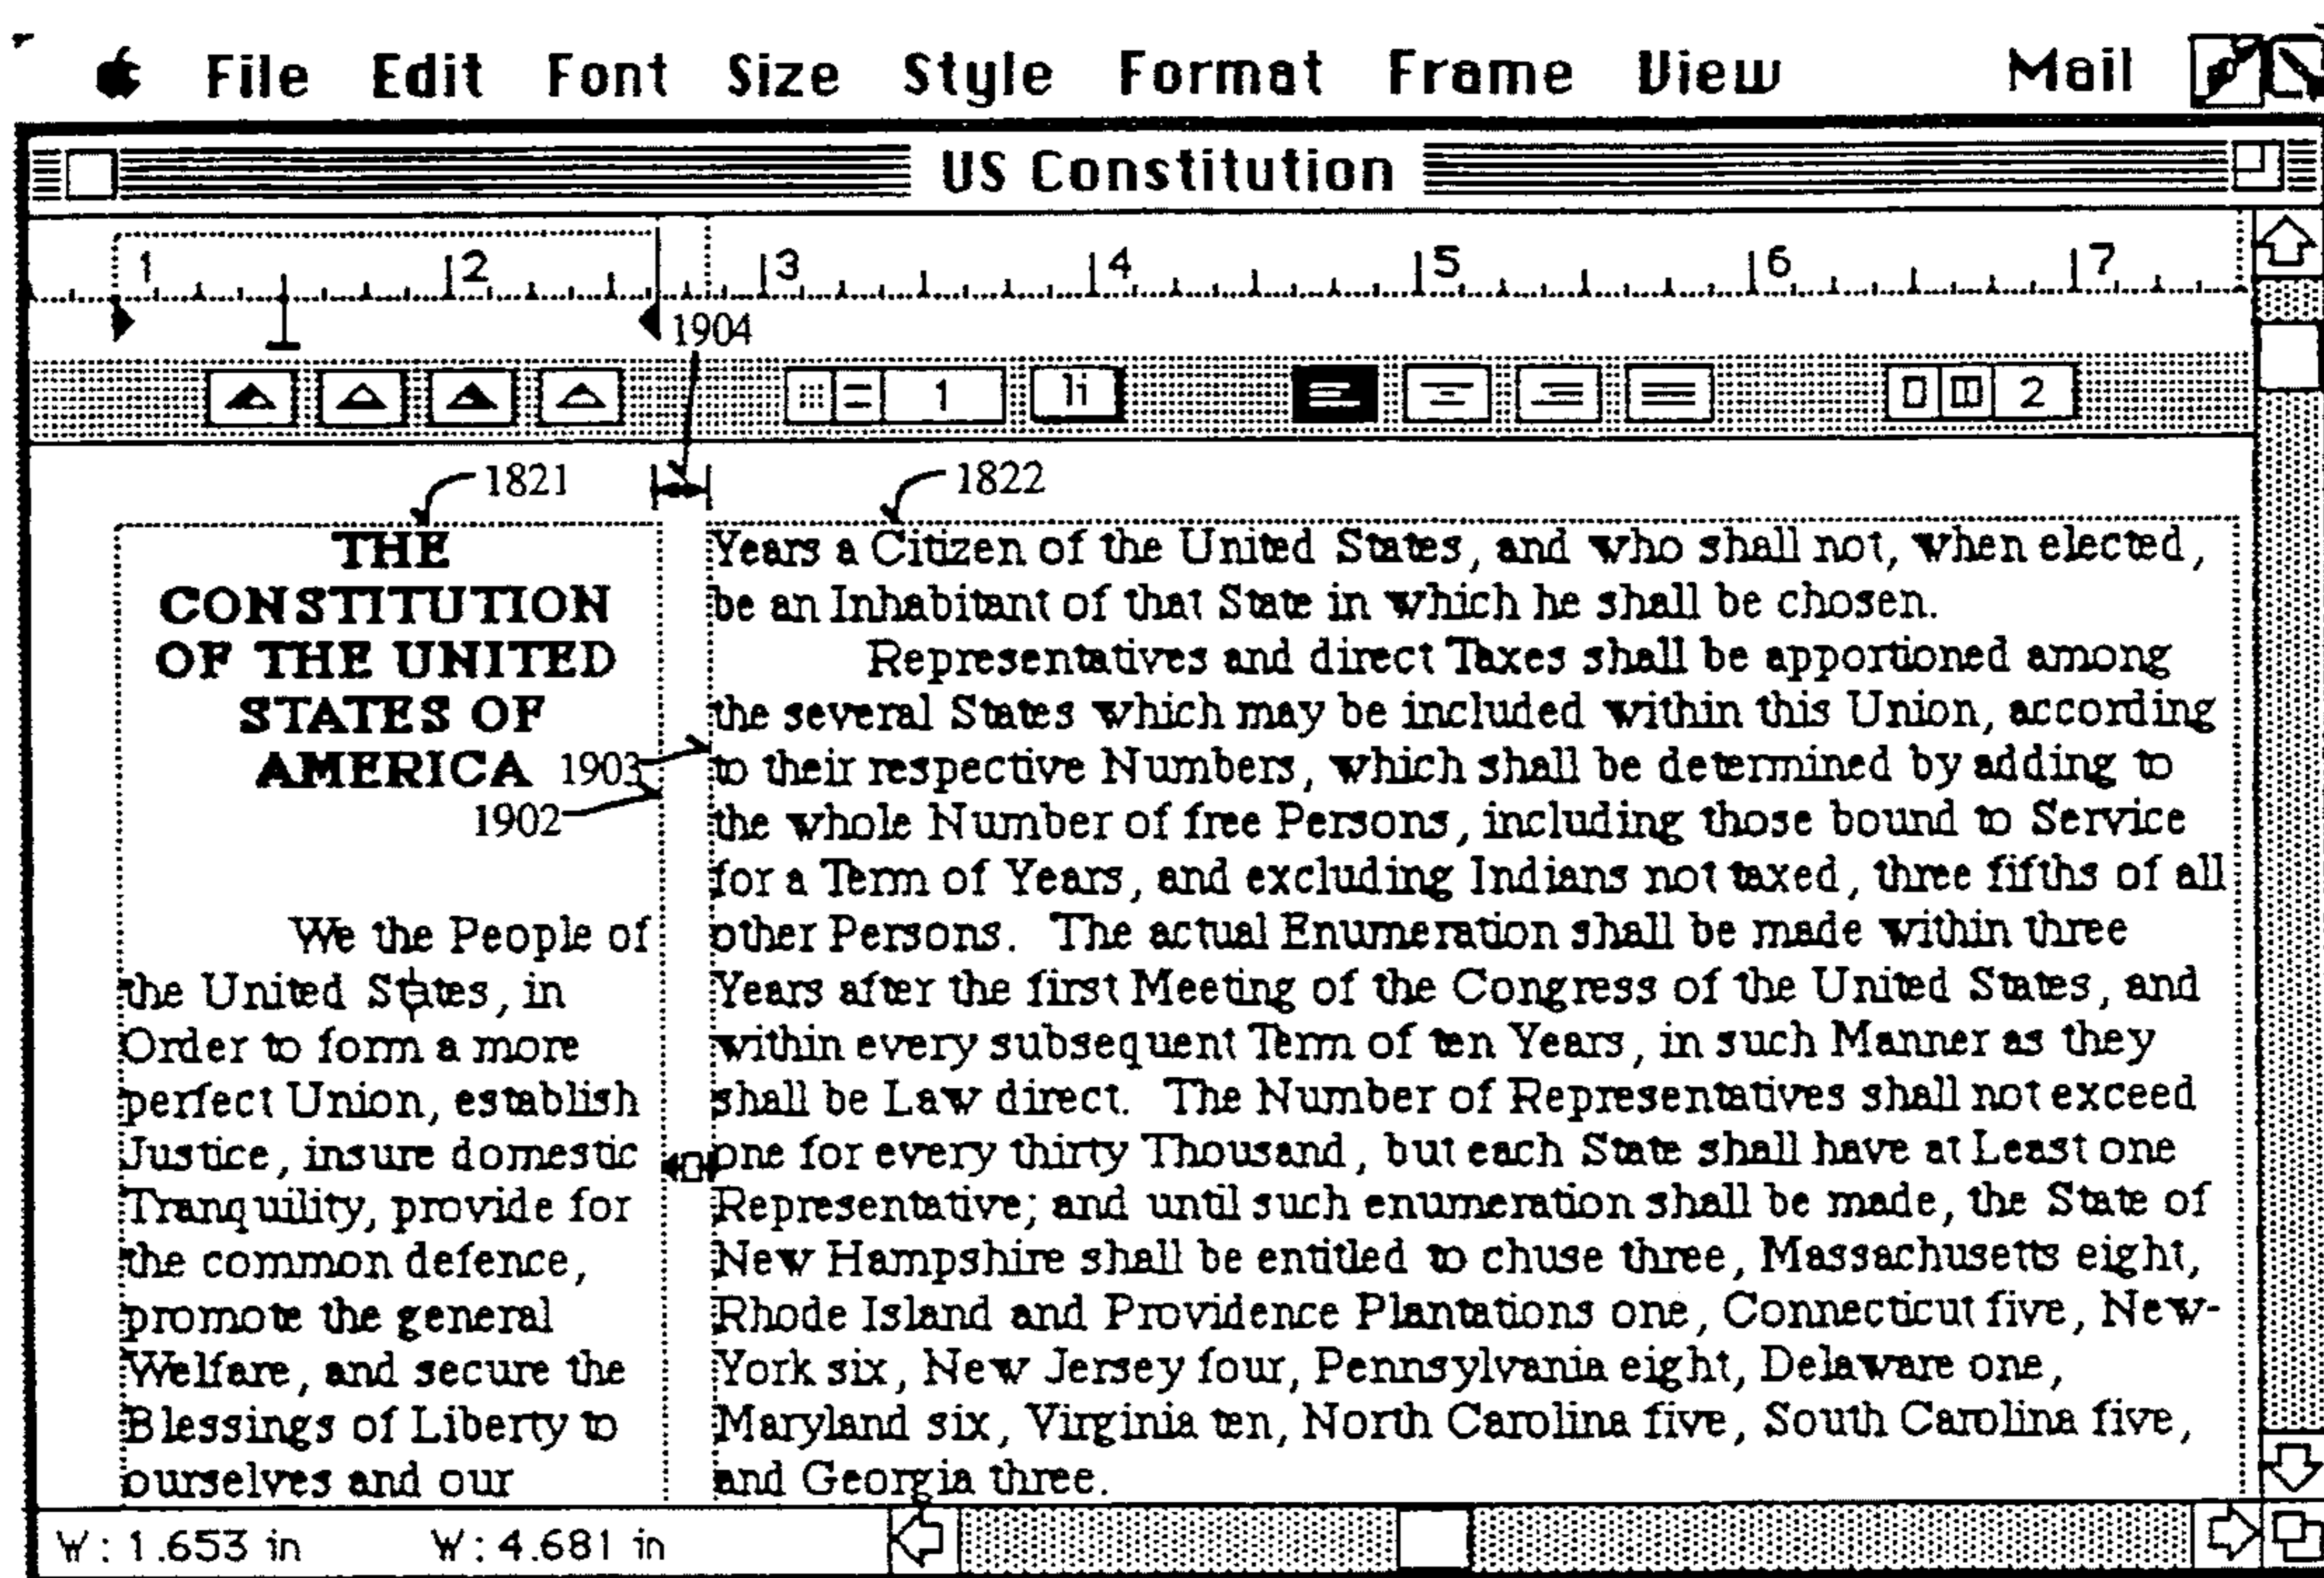 File Edit Font Size Style Format Frame View Mail
US Constitution
1 2 3 4 5 6 7
1904
1 li 2
1821
1822
THE
CONSTITUTION
OF THE UNITED
STATES OF
AMERICA
1903
1902
We the People of
the United States, in
Order to form a more
perfect Union, establish
Justice, insure domestic
Tranquility, provide for
the common defence,
promote the general
Welfare, and secure the
Blessings of Liberty to
ourselves and our
Years a Citizen of the United States, and who shall not, when elected,
be an Inhabitant of that State in which he shall be chosen.
Representatives and direct Taxes shall be apportioned among
the several States which may be included within this Union, according
to their respective Numbers, which shall be determined by adding to
the whole Number of free Persons, including those bound to Service
for a Term of Years, and excluding Indians not taxed, three fifths of all
other Persons. The actual Enumeration shall be made within three
Years after the first Meeting of the Congress of the United States, and
within every subsequent Term of ten Years, in such Manner as they
shall be Law direct. The Number of Representatives shall not exceed
one for every thirty Thousand, but each State shall have at Least one
Representative; and until such enumeration shall be made, the State of
New Hampshire shall be entitled to chuse three, Massachusetts eight,
Rhode Island and Providence Plantations one, Connecticut five, New-
York six, New Jersey four, Pennsylvania eight, Delaware one,
Maryland six, Virginia ten, North Carolina five, South Carolina five,
and Georgia three.
W: 1.653 in W: 4.681 in